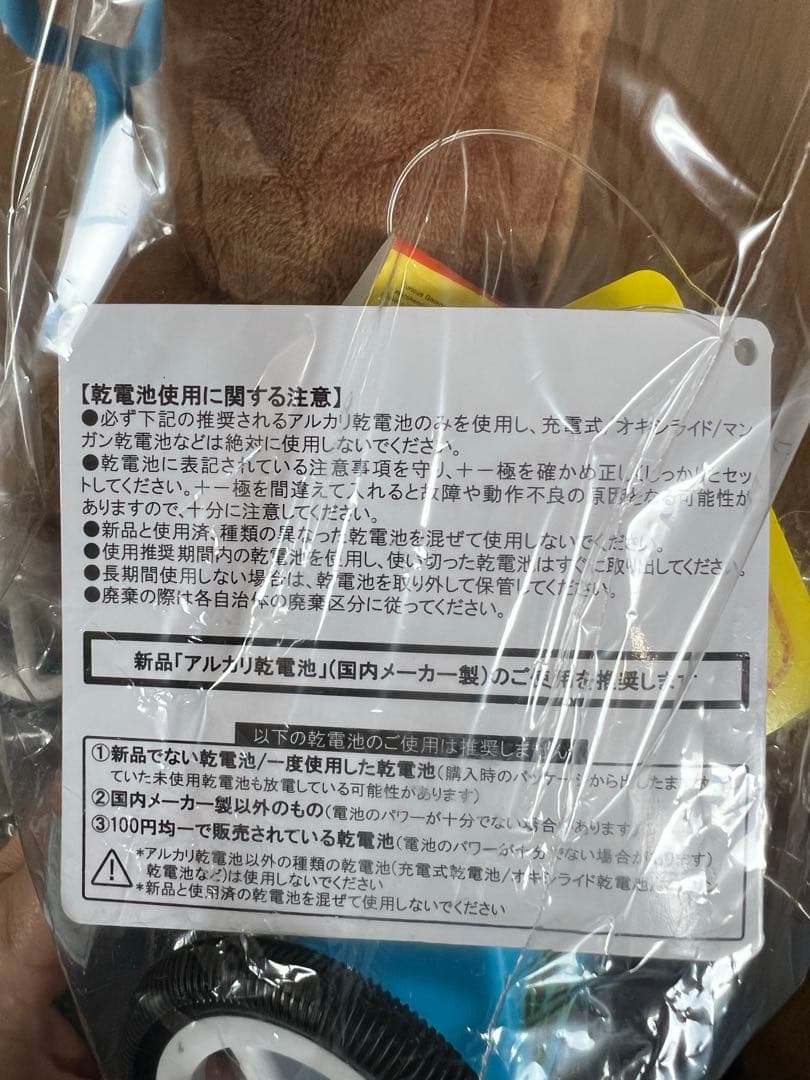 urious Geor
【乾電池使用に関する注意】
●必ず下記の推奨されるアルカリ乾電池のみを使用し、充電式/オキシライド/マン
ガン乾電池などは絶対に使用しないでください。
●乾電池に表記されている注意事項を守り、＋－極を確かめ正しくしっかりとセッ
トしてください。＋－極を間違えて入れると故障や動作不良の原因となる可能性が
ありますので、十分に注意してください。
●新品と使用済、種類の異なった乾電池を混ぜて使用しないでください。
●使用推奨期間内の乾電池を使用し、使い切った乾電池はすぐに取り出してください。
●長期間使用しない場合は、乾電池を取り外して保管してください。
●廃棄の際は各自治体の廃棄区分に従ってください。
新品「アルカリ乾電池」(国内メーカー製)のご使用を推奨します
以下の乾電池のご使用は推奨しません
①新品でない乾電池/一度使用した乾電池(購入時のパッケージから出したまま
ていた未使用乾電池も放電している可能性があります)
②国内メーカー製以外のもの(電池のパワーが十分でない場合があります)
③100円均一で販売されている乾電池(電池のパワーが十分でない場合があります)
*アルカリ乾電池以外の種類の乾電池(充電式乾電池/オキシライド乾電池/
乾電池など)は使用しないでください
*新品と使用済の乾電池を混ぜて使用しないでください